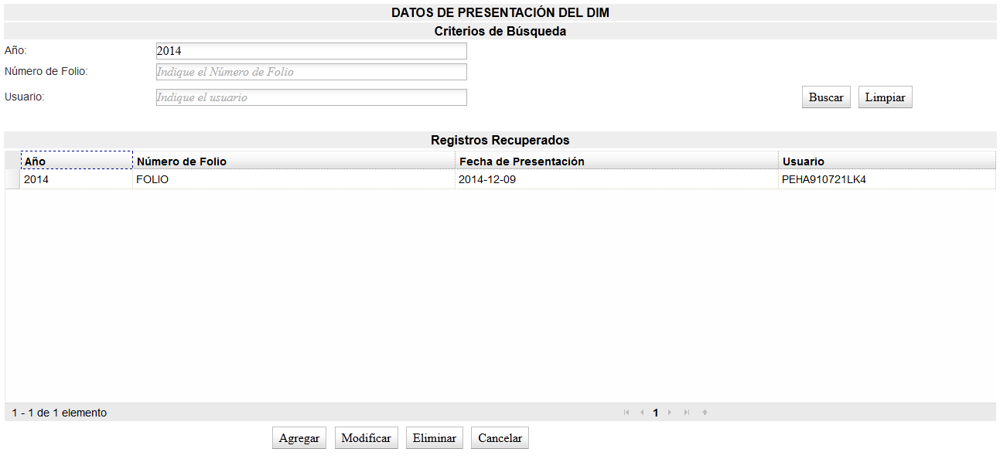 DATOS DE PRESENTACIÓN DEL DIM
Criterios de Búsqueda
Año: 2014
Número de Folio: Indique el Número de Folio
Usuario: Indique el usuario Buscar Limpiar
Registros Recuperados
Año Número de Folio Fecha de Presentación Usuario
2014 FOLIO 2014-12-09 PEHA910721LK4
1 - 1 de 1 elemento 1
Agregar Modificar Eliminar Cancelar